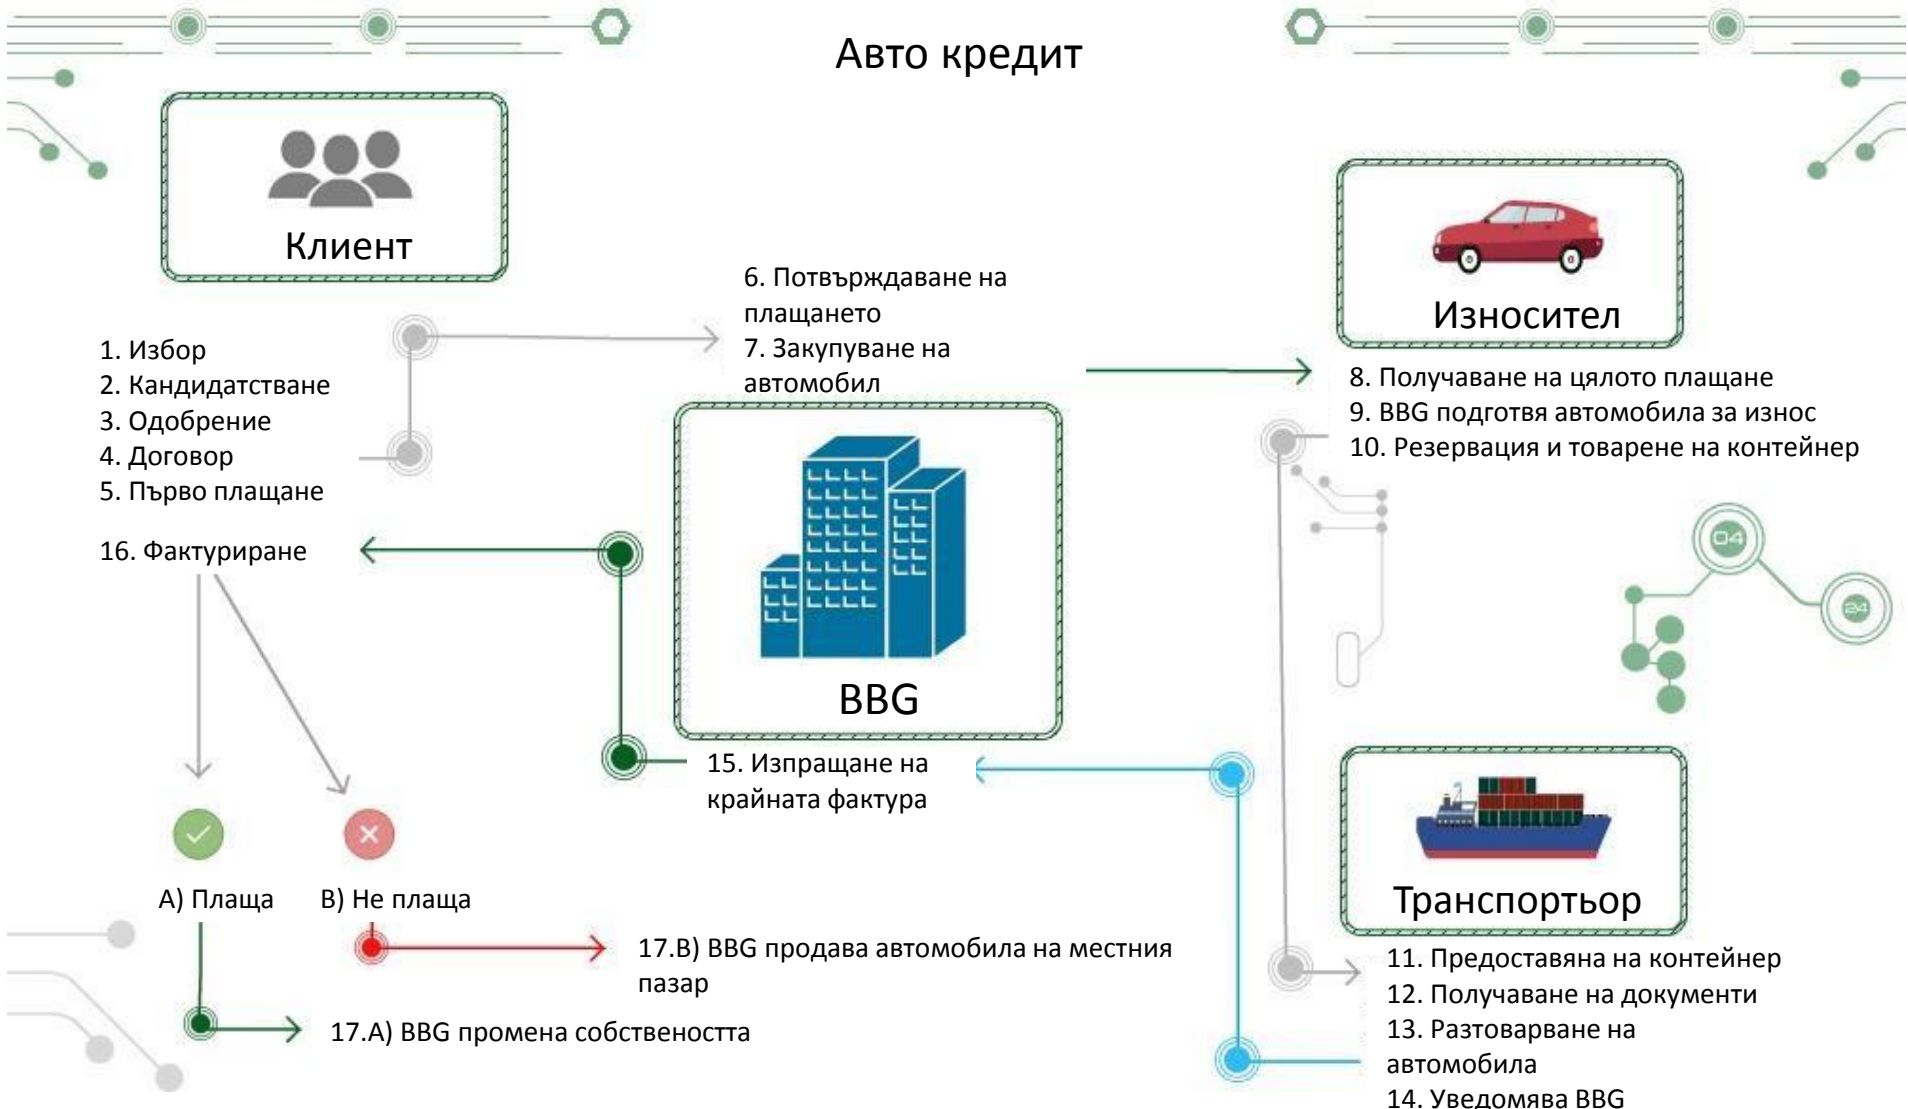 Авто кредит
Клиент
1. Избор
2. Кандидатстване
3. Одобрение
4. Договор
5. Първо плащане
6. Потвърждаване на
плащането
7. Закупуване на
автомобил
BBG
Износител
8. Получаване на цялото плащане
9. BBG подготвя автомобила за износ
10. Резервация и товарене на контейнер
04
24
Транспортьор
11. Предоставяна на контейнер
12. Получаване на документи
13. Разтоварване на
автомобила
14. Уведомява BBG
15. Изпращане на
крайната фактура
16. Фактуриране
A) Плаща
B) Не плаща
17.B) BBG продава автомобила на местния
пазар
17.A) BBG промена собствеността